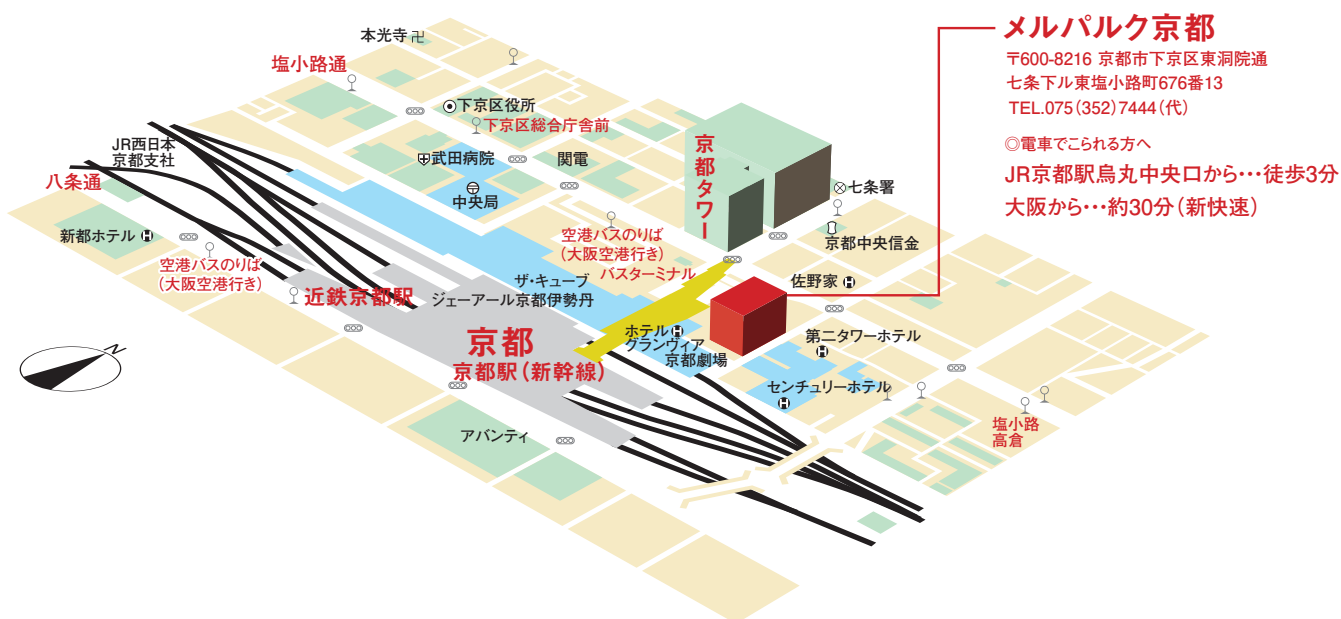 メルパルク京都
〒600-8216 京都市下京区東洞院通
七条下ル東塩小路町676番13
TEL.075(352)7444(代)
◎電車でこられる方へ
JR京都駅烏丸中央口から・・・徒歩3分
大阪から・・・約30分(新快速)
本光寺卍
塩小路通
下京区役所
下京区総合庁舎前
JR西日本
京都支社
武田病院
関電
京都タワー
八条通
中央局
七条署
新都ホテル H
空港バスのりば
(大阪空港行き)
空港バスのりば
(大阪空港行き)
バスターミナル
京都中央信金
ザ・キューブ
ジェーアール京都伊勢丹
佐野家 H
近鉄京都駅
京都
京都駅(新幹線)
ホテル H
グランヴィア
京都劇場
第二タワーホテル
H
センチュリーホテル
H
N
アバンティ
塩小路
高倉